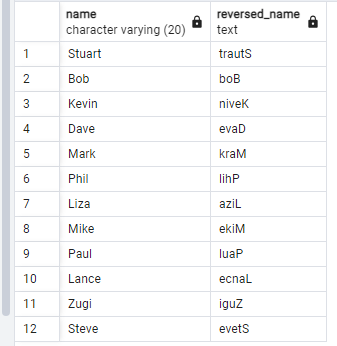 name reversed_name
character varying (20) text
1 Stuart trautS
2 Bob boB
3 Kevin niveK
4 Dave evaD
5 Mark kraM
6 Phil lihP
7 Liza aziL
8 Mike ekiM
9 Paul luaP
10 Lance ecnaL
11 Zugi iguZ
12 Steve evetS